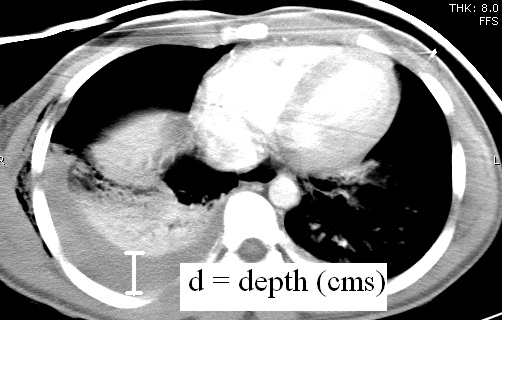 THK: 8.0
FFS
R
L
d = depth (cms)